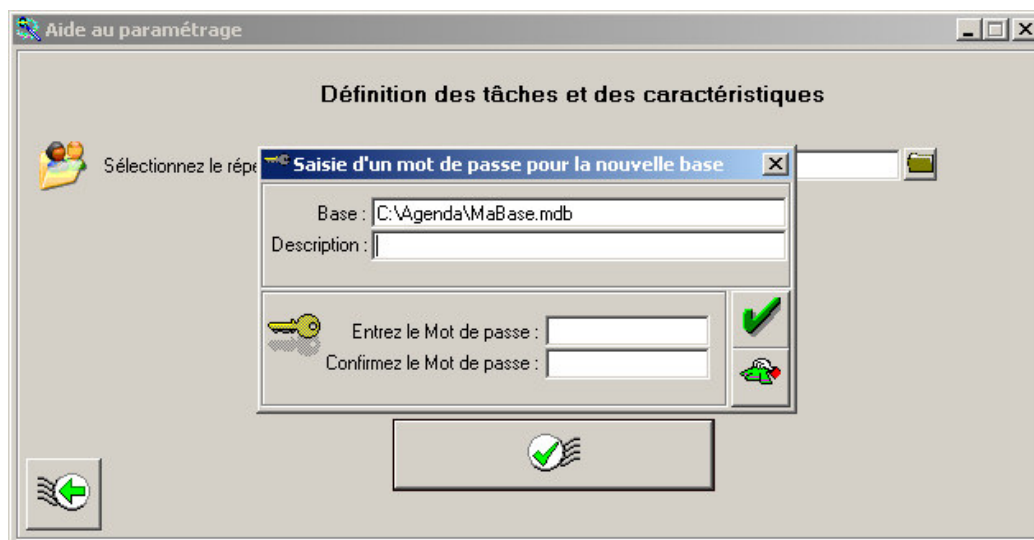 Aide au paramétrage
Définition des tâches et des caractéristiques
Sélectionnez le répe
Saisie d'un mot de passe pour la nouvelle base
Base : C:\Agenda\MaBase.mdb
Description :
Entrez le Mot de passe :
Confirmez le Mot de passe :